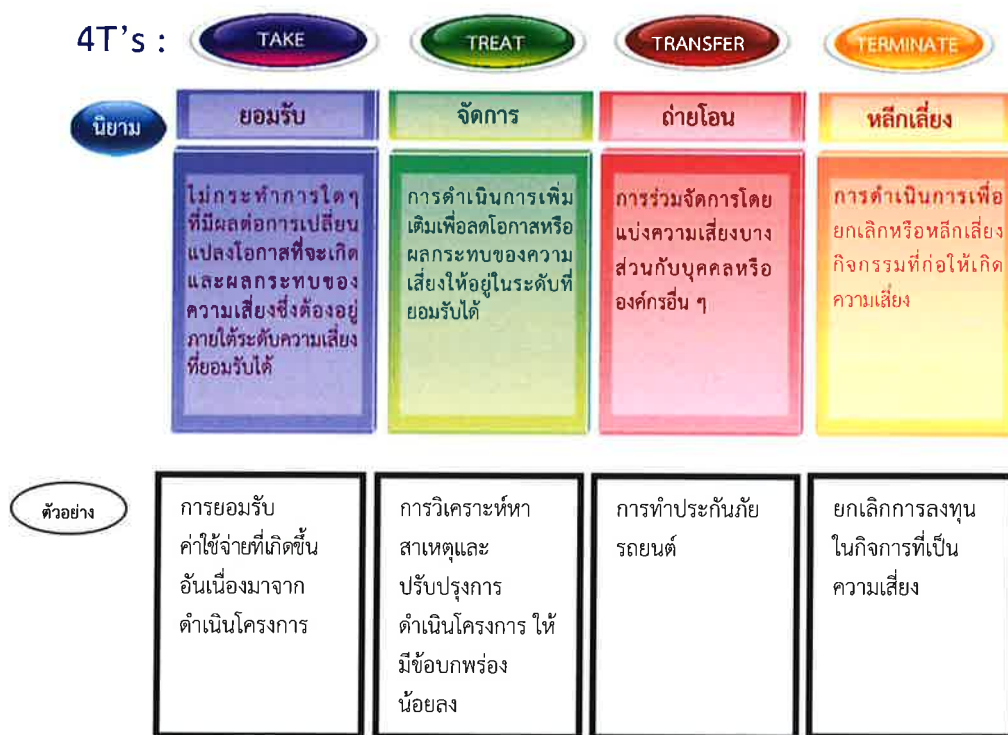 4T's : TAKE TREAT TRANSFER TERMINATE
นิยาม ยอมรับ จัดการ ถ่ายโอน หลีกเลี่ยง
ไม่กระทำการใดๆ
ที่มีผลต่อการเปลี่ยน
แปลงโอกาสที่จะเกิด
และผลกระทบของ
ความเสี่ยงซึ่งต้องอยู่
ภายใต้ระดับความเสี่ยง
ที่ยอมรับได้
การดำเนินการเพิ่ม
เติมเพื่อลดโอกาสหรือ
ผลกระทบของความ
เสี่ยงให้อยู่ในระดับที่
ยอมรับได้
การร่วมจัดการโดย
แบ่งความเสี่ยงบาง
ส่วนกับบุคคลหรือ
องค์กรอื่น ๆ
การดำเนินการเพื่อ
ยกเลิกหรือหลีกเลี่ยง
กิจกรรมที่ก่อให้เกิด
ความเสี่ยง
ตัวอย่าง
การยอมรับ
ค่าใช้จ่ายที่เกิดขึ้น
อันเนื่องมาจาก
ดำเนินโครงการ
การวิเคราะห์หา
สาเหตุและ
ปรับปรุงการ
ดำเนินโครงการ ให้
มีข้อบกพร่อง
น้อยลง
การทำประกันภัย
รถยนต์
ยกเลิกการลงทุน
ในกิจการที่เป็น
ความเสี่ยง